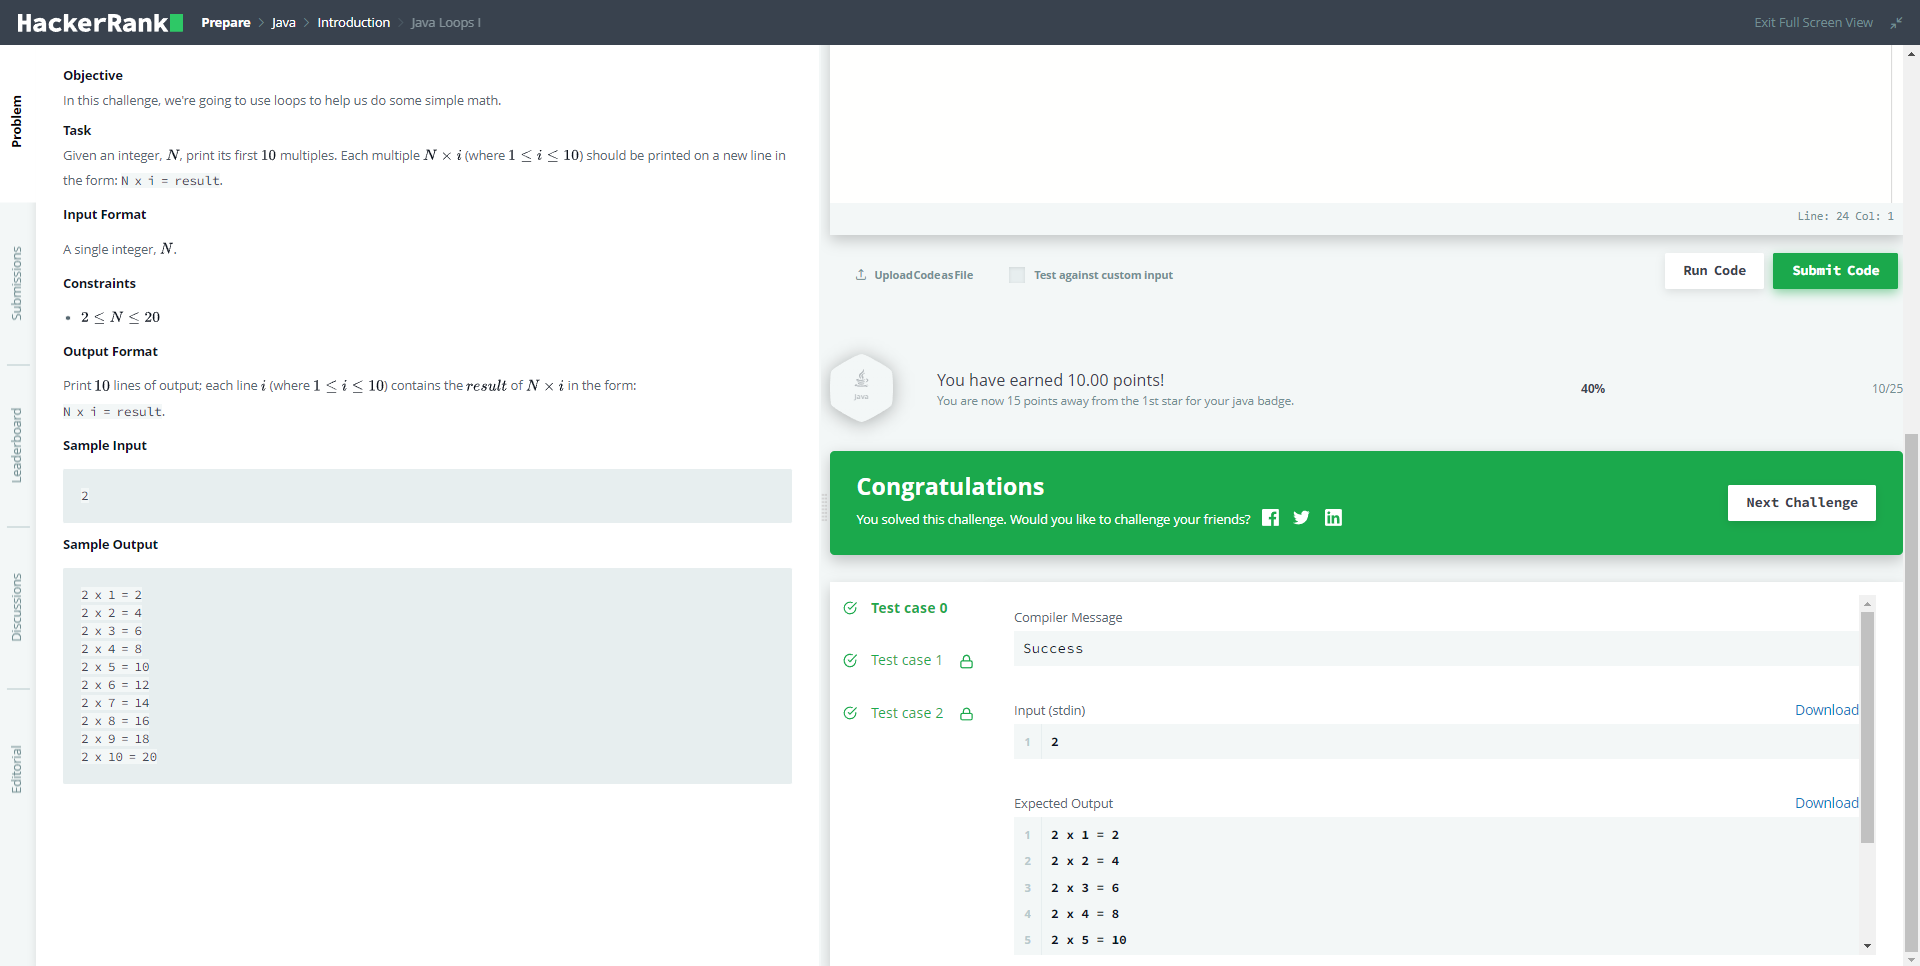 HackerRank Prepare > Java > Introduction > Java Loops I Exit Full Screen View
Problem
Submissions
Leaderboard
Discussions
Editorial
Objective
In this challenge, we're going to use loops to help us do some simple math.
Task
Given an integer, N, print its first 10 multiples. Each multiple N × i (where 1 ≤ i ≤ 10) should be printed on a new line in
the form: N x i = result.
Input Format
A single integer, N.
Constraints
• 2 ≤ N ≤ 20
Output Format
Print 10 lines of output; each line i (where 1 ≤ i ≤ 10) contains the result of N × i in the form:
N x i = result.
Sample Input
2
Sample Output
2 x 1 = 2
2 x 2 = 4
2 x 3 = 6
2 x 4 = 8
2 x 5 = 10
2 x 6 = 12
2 x 7 = 14
2 x 8 = 16
2 x 9 = 18
2 x 10 = 20
Line: 24 Col: 1
Upload Code as File Test against custom input Run Code Submit Code
Java
You have earned 10.00 points!
You are now 15 points away from the 1st star for your java badge.
40% 10/25
Congratulations
You solved this challenge. Would you like to challenge your friends?
Next Challenge
Test case 0
Test case 1
Test case 2
Compiler Message
Success
Input (stdin) Download
1 2
Expected Output Download
1 2 x 1 = 2
2 2 x 2 = 4
3 2 x 3 = 6
4 2 x 4 = 8
5 2 x 5 = 10